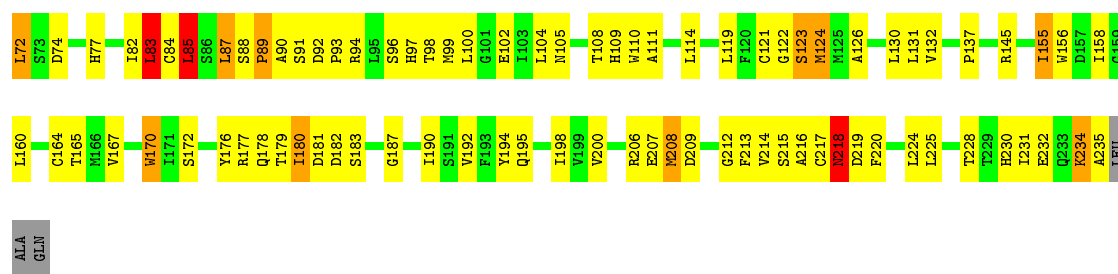 L72 S73 D74 H77 I82 L83 C84 L85 S86 L87 S88 P89 A90 S91 D92 P93 R94 L95 S96 H97 T98 M99 L100 G101 E102 I103 L104 N105 T108 H109 W110 A111 L114 L119 F120 C121 G122 S123 M124 M125 A126 L130 L131 V132 P137 R145 I155 W156 D157 I158 C159
L160 C164 T165 M166 V167 W170 I171 S172 Y176 R177 Q178 T179 I180 D181 D182 S183 G187 I190 S191 V192 F193 Y194 Q195 I198 V199 V200 R206 E207 M208 D209 G212 F213 V214 S215 A216 C217 N218 D219 F220 L224 L225 T228 T229 H230 I231 E232 Q233 K234 A235 LEU
ALA GLN